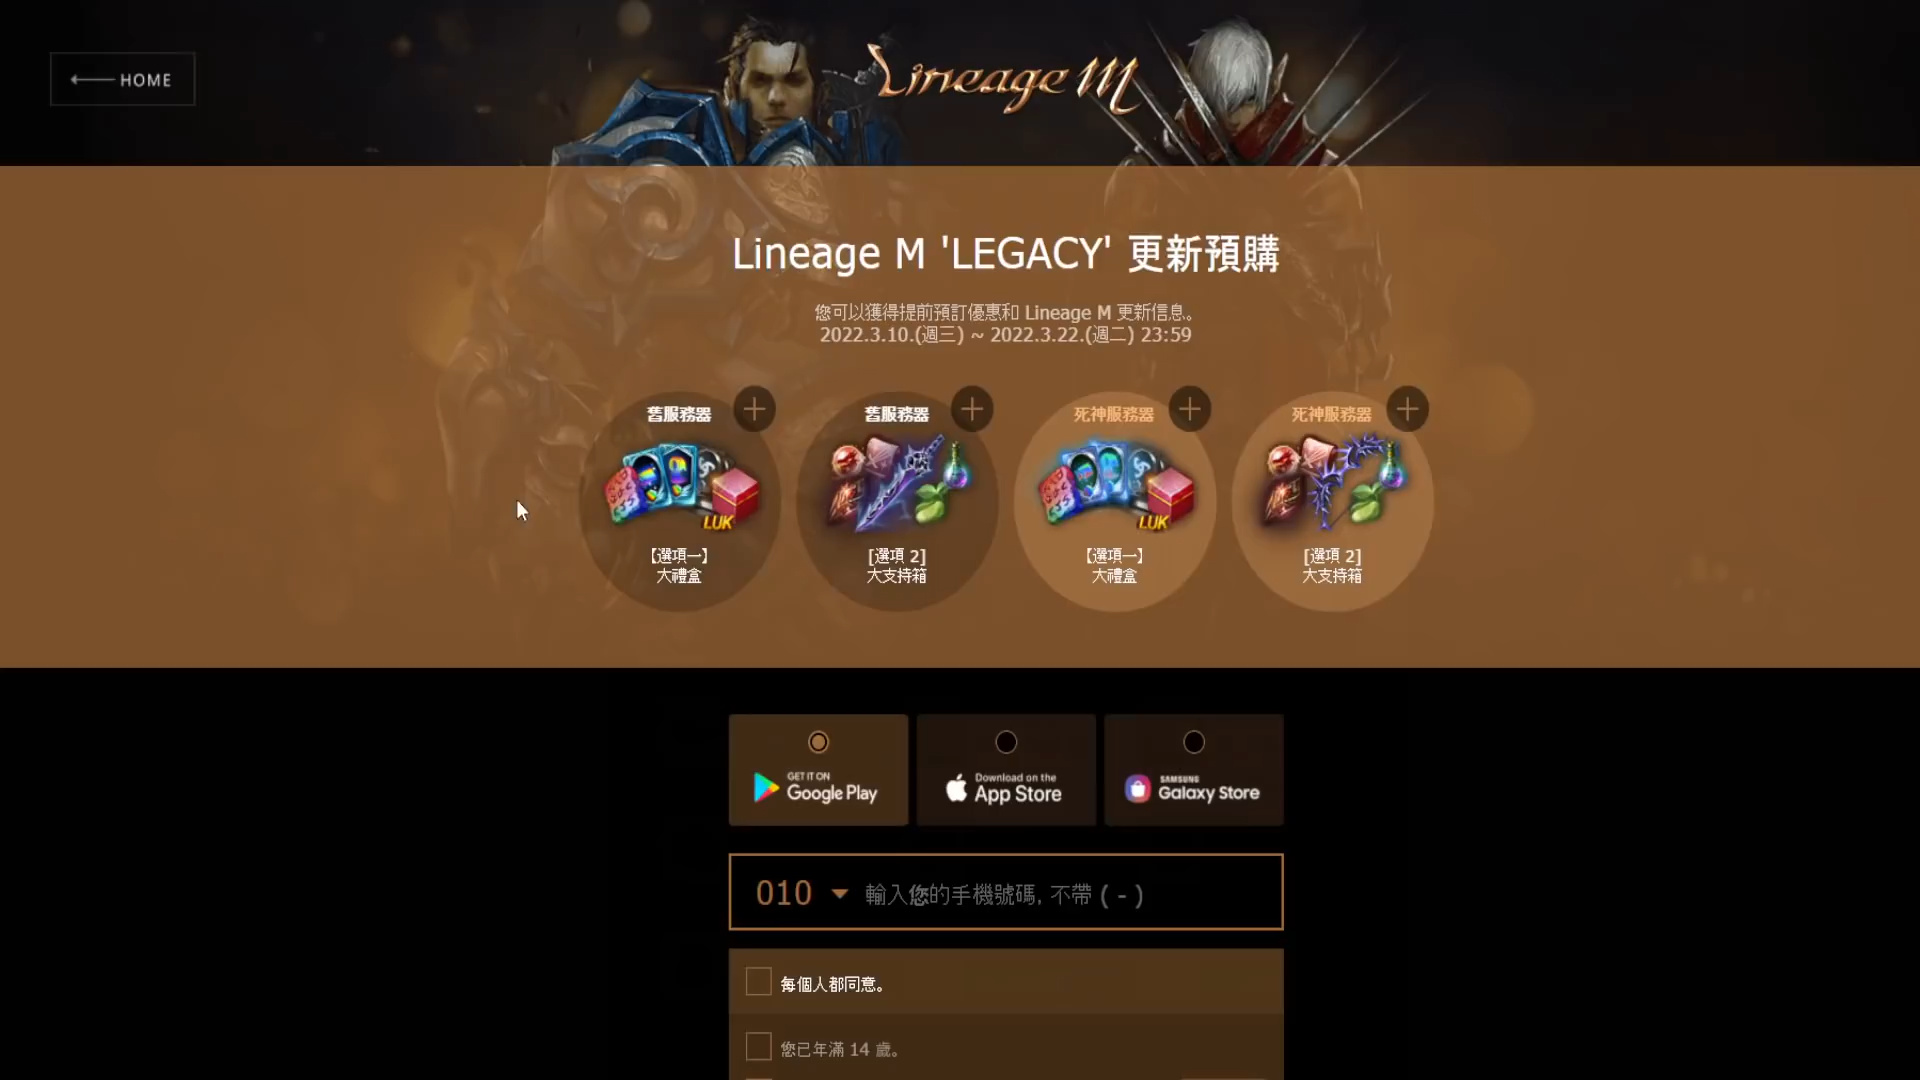 HOME
Lineage M
Lineage M 'LEGACY' 更新預購
您可以獲得提前預訂優惠和 Lineage M 更新信息。
2022.3.10.(週三) ~ 2022.3.22.(週二) 23:59
舊服務器
LUK
【選項一】
大禮盒
舊服務器
[選項 2]
大支持箱
死神服務器
LUK
【選項一】
大禮盒
死神服務器
[選項 2]
大支持箱
GET IT ON
Google Play
Download on the
App Store
SAMSUNG
Galaxy Store
010 輸入您的手機號碼, 不帶 ( - )
每個人都同意。
您已年滿 14 歲。